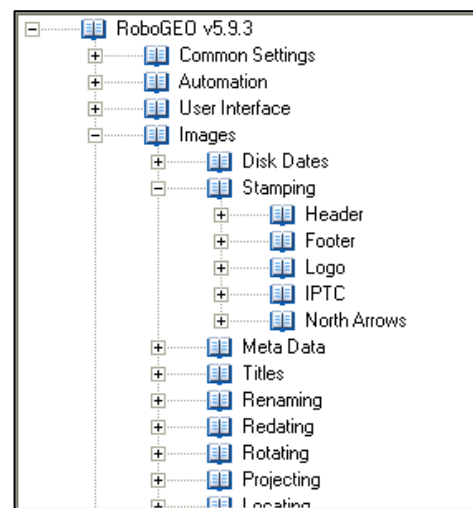 RoboGEO v5.9.3
Common Settings
Automation
User Interface
Images
Disk Dates
Stamping
Header
Footer
Logo
IPTC
North Arrows
Meta Data
Titles
Renaming
Redating
Rotating
Projecting
Locating